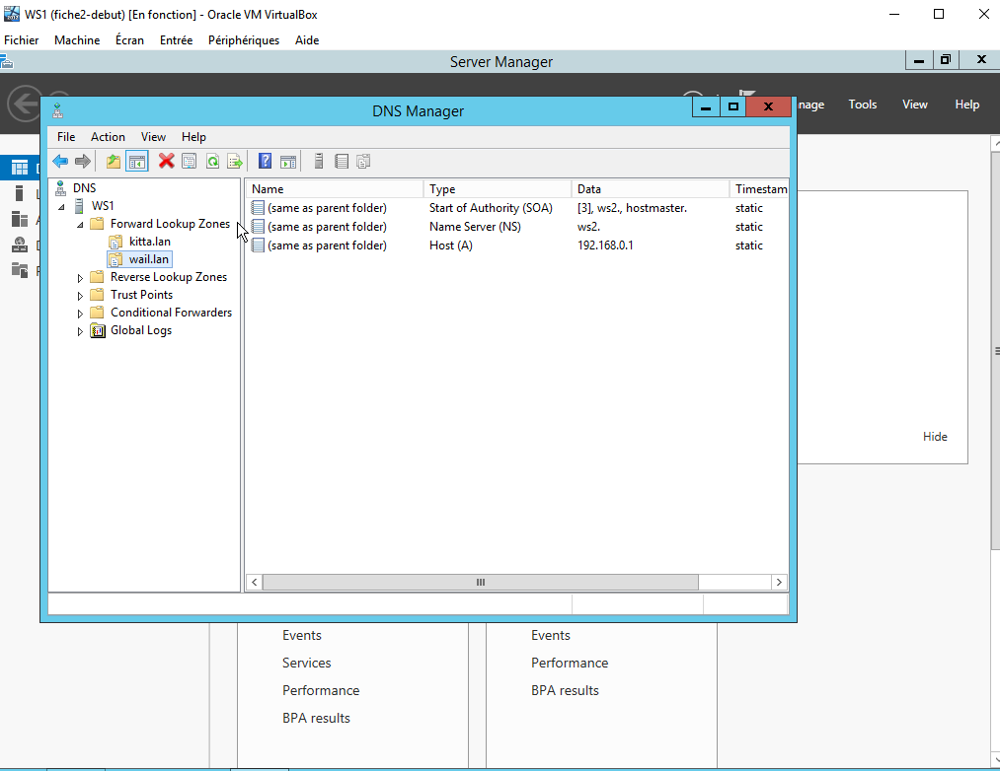 WS1 (fiche2-debut) [En fonction] - Oracle VM VirtualBox
Fichier Machine Écran Entrée Périphériques Aide
Server Manager
nage Tools View Help
DNS Manager
File Action View Help
DNS
WS1
Forward Lookup Zones
kitta.lan
wail.lan
Reverse Lookup Zones
Trust Points
Conditional Forwarders
Global Logs
Name Type Data Timestam
(same as parent folder) Start of Authority (SOA) [3], ws2., hostmaster. static
(same as parent folder) Name Server (NS) ws2. static
(same as parent folder) Host (A) 192.168.0.1 static
Hide
Events Events
Services Performance
Performance BPA results
BPA results